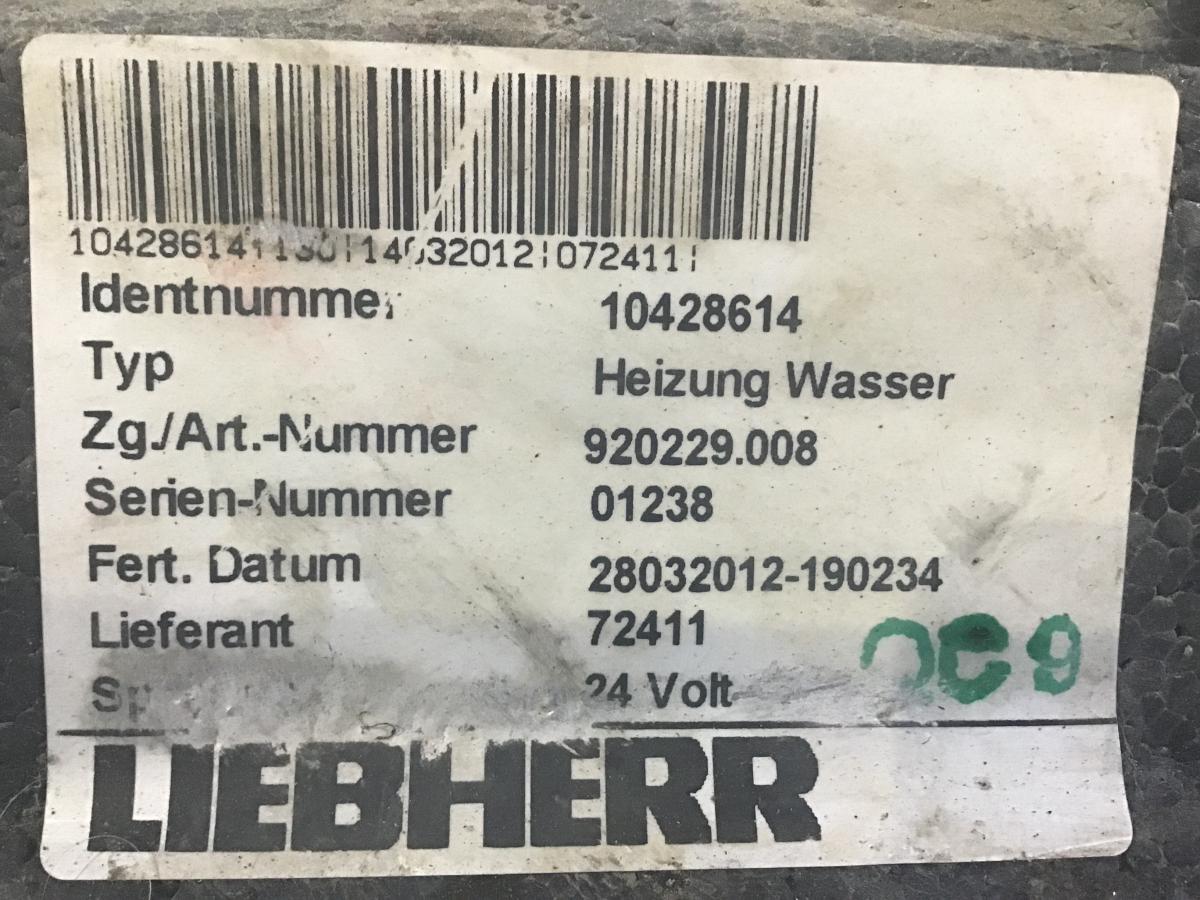 Identnummer 10428614
Typ Heizung Wasser
Zg./Art.-Nummer 920229.008
Serien-Nummer 01238
Fert. Datum 28032012-190234
Lieferant 72411
24 Volt
LIEBHERR